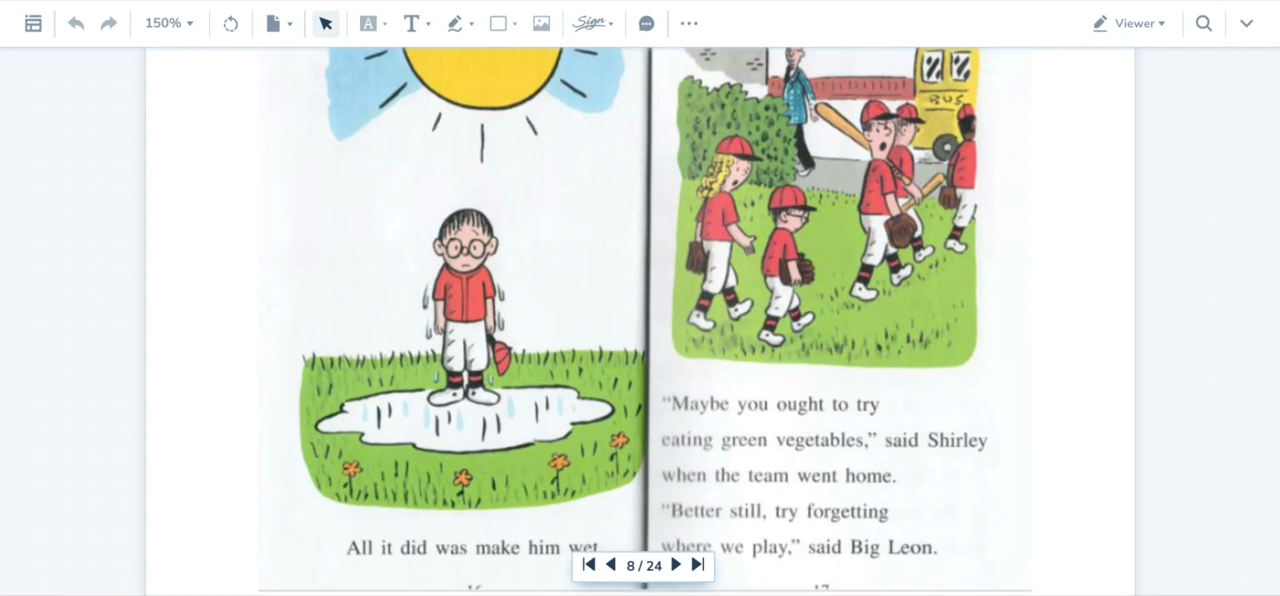 150%
A
T
Sign
Viewer
BUS
All it did was make him wet
"Maybe you ought to try
eating green vegetables," said Shirley
when the team went home.
"Better still, try forgetting
where we play," said Big Leon.
8 / 24